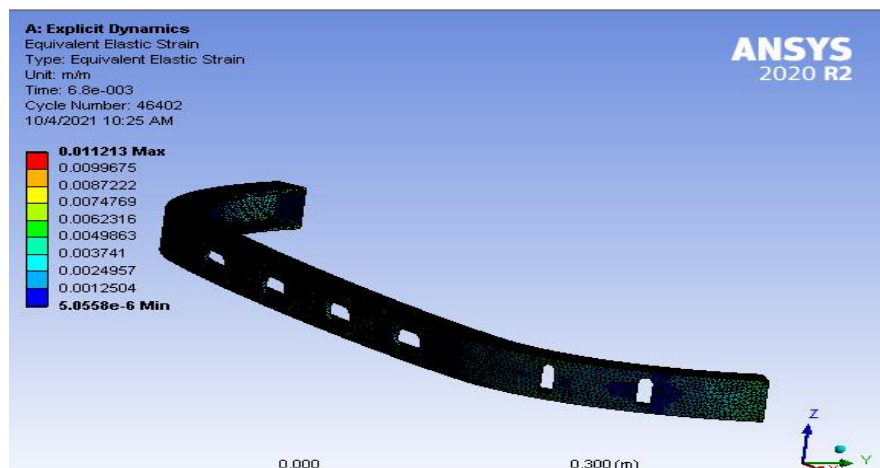 A: Explicit Dynamics
Equivalent Elastic Strain
Type: Equivalent Elastic Strain
Unit: m/m
Time: 6.8e-003
Cycle Number: 46402
10/4/2021 10:25 AM
ANSYS
2020 R2
0.011213 Max
0.0099675
0.0087222
0.0074769
0.0062316
0.0049863
0.003741
0.0024957
0.0012504
5.0558e-6 Min
Z
Y
0.000
0.300 (m)